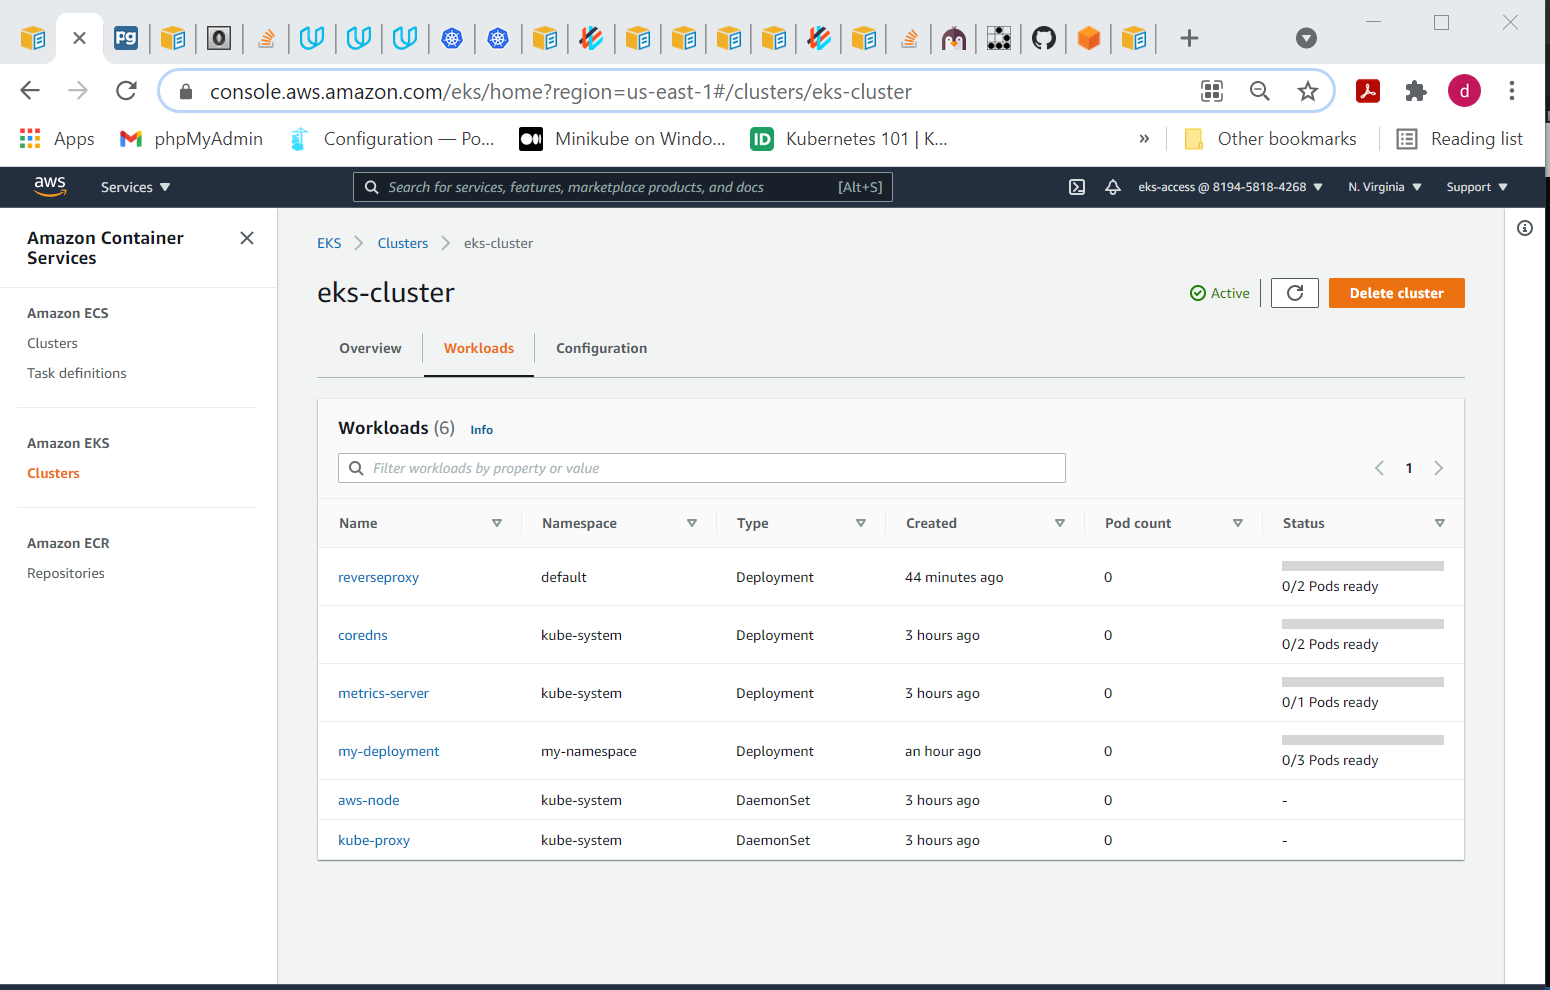 pg
console.aws.amazon.com/eks/home?region=us-east-1#/clusters/eks-cluster
d
Apps
phpMyAdmin
Configuration — Po...
Minikube on Windo...
ID
Kubernetes 101 | K...
»
Other bookmarks
Reading list
aws
Services
Search for services, features, marketplace products, and docs
[Alt+S]
eks-access @ 8194-5818-4268
N. Virginia
Support
Amazon Container
Services
Amazon ECS
Clusters
Task definitions
Amazon EKS
Clusters
Amazon ECR
Repositories
EKS
Clusters
eks-cluster
eks-cluster
Active
Delete cluster
Overview
Workloads
Configuration
Workloads (6) Info
Filter workloads by property or value
1
Name Namespace Type Created Pod count Status
reverseproxy default Deployment 44 minutes ago 0 0/2 Pods ready
coredns kube-system Deployment 3 hours ago 0 0/2 Pods ready
metrics-server kube-system Deployment 3 hours ago 0 0/1 Pods ready
my-deployment my-namespace Deployment an hour ago 0 0/3 Pods ready
aws-node kube-system DaemonSet 3 hours ago 0 -
kube-proxy kube-system DaemonSet 3 hours ago 0 -